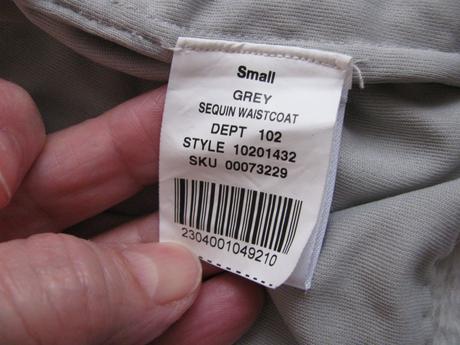 Small
GREY
SEQUIN WAISTCOAT
DEPT 102
STYLE 10201432
SKU 00073229
2304001049210